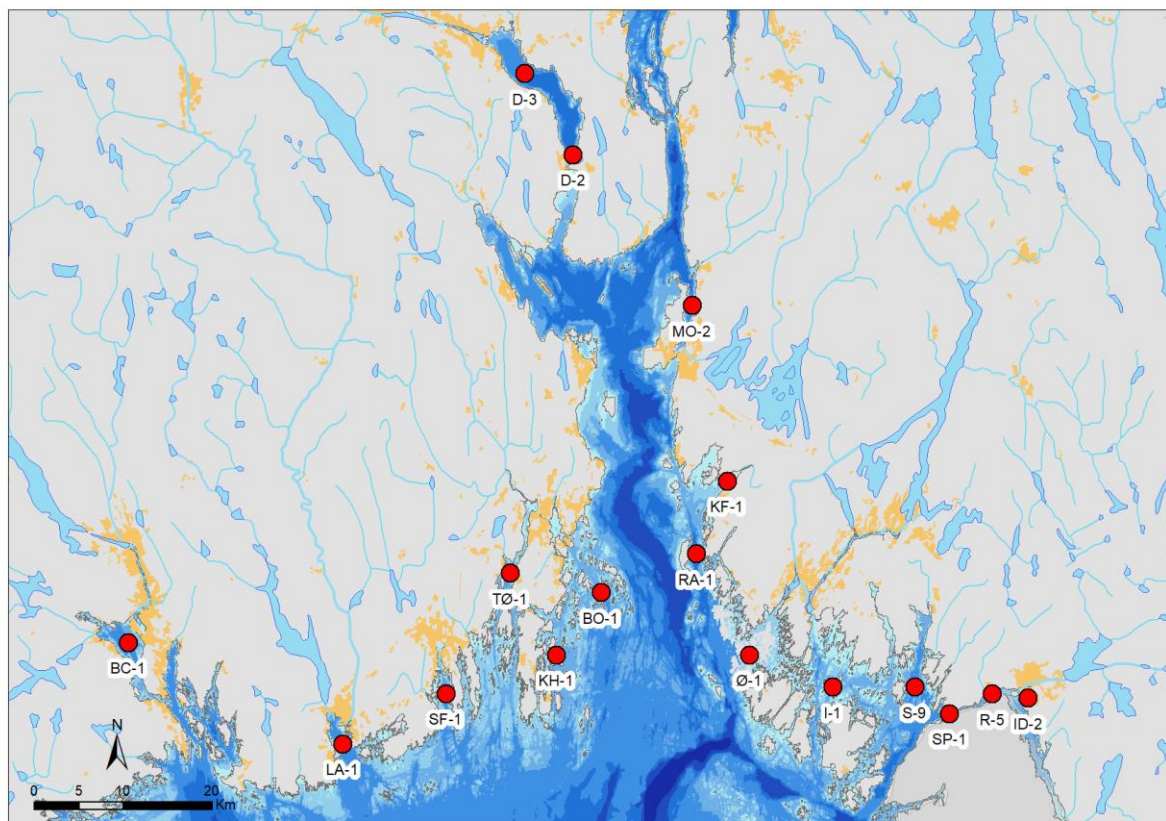 D-3
D-2
MO-2
KF-1
RA-1
TØ-1
BO-1
BC-1
KH-1
Ø-1
SF-1
I-1
S-9
R-5
ID-2
SP-1
LA-1
N
0 5 10 20
Km